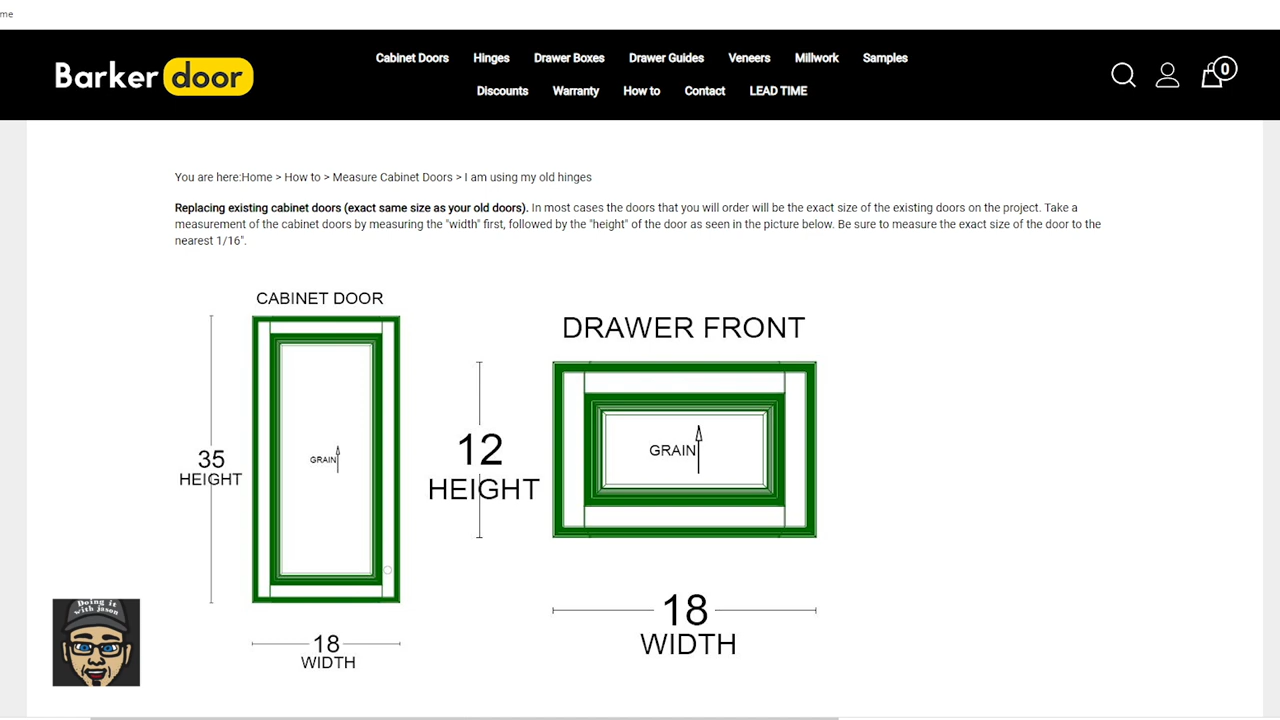 ome
Barker door
Cabinet Doors Hinges Drawer Boxes Drawer Guides Veneers Millwork Samples
Discounts Warranty How to Contact LEAD TIME
0
You are here:Home > How to > Measure Cabinet Doors > I am using my old hinges
Replacing existing cabinet doors (exact same size as your old doors). In most cases the doors that you will order will be the exact size of the existing doors on the project. Take a
measurement of the cabinet doors by measuring the "width" first, followed by the "height" of the door as seen in the picture below. Be sure to measure the exact size of the door to the
nearest 1/16".
CABINET DOOR
35
HEIGHT
GRAIN
18
WIDTH
DRAWER FRONT
12
HEIGHT
GRAIN
18
WIDTH
Doing it
with jason